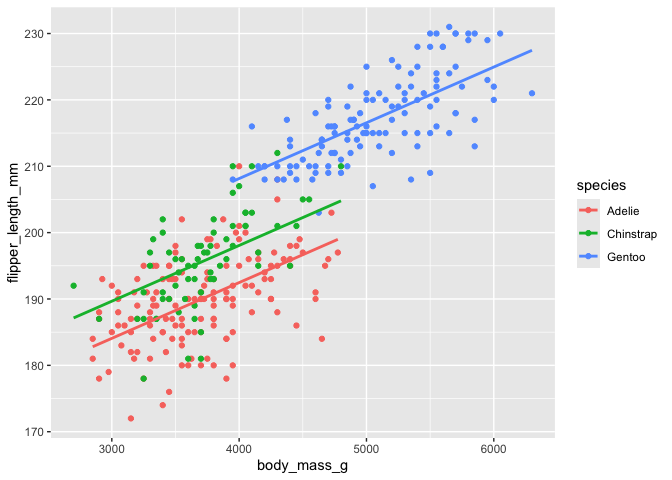 230
220
210
200
190
180
170
flipper_length_mm
3000 4000 5000 6000
body_mass_g
species
Adelie
Chinstrap
Gentoo